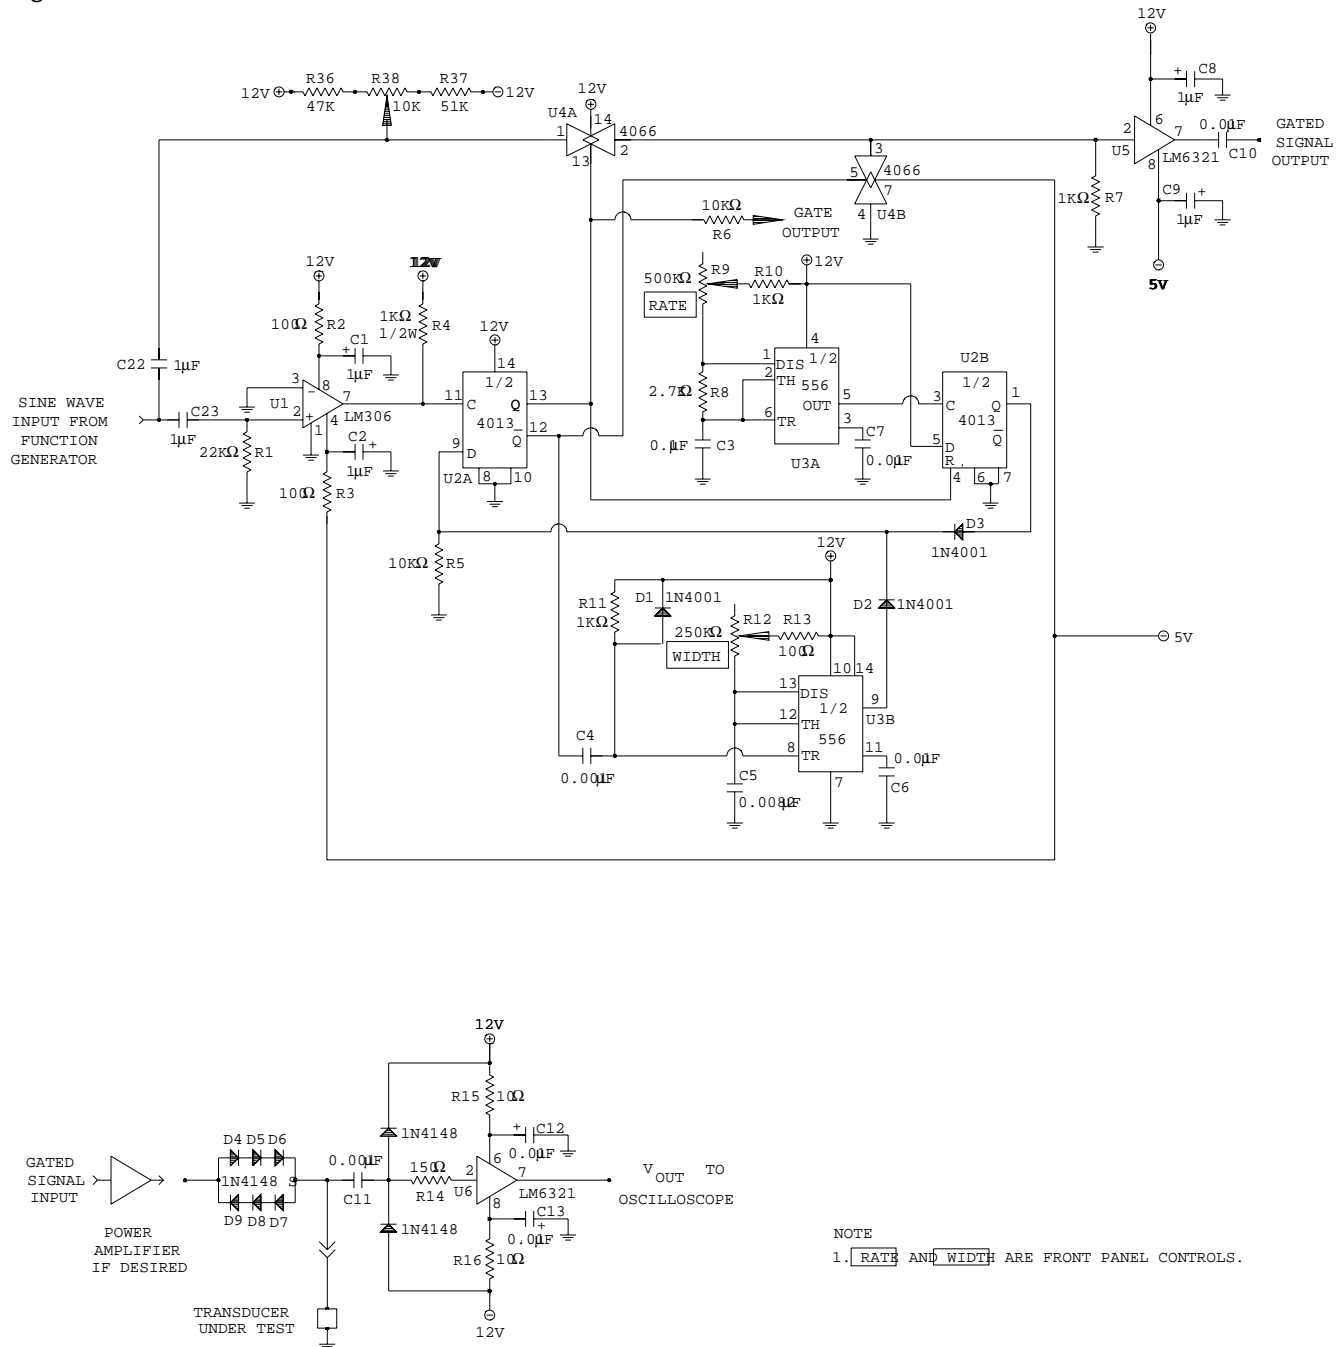 12V
C8
1µF
R36
R38
R37
12V
12V
47K
10K
51K
12V
U4A
14
1
4066
2
13
2
6
7
0.01µF
GATED
SIGNAL
OUTPUT
U5
8
LM6321
C10
3
5
4066
7
4
U4B
1KΩ
R7
C9
1µF
10KΩ
GATE
OUTPUT
R6
12V
12V
12V
5V
500KΩ
R9
R10
RATE
1KΩ
100Ω
R2
C1
1µF
1KΩ
1/2W
R4
12V
C22
1µF
14
1/2
4
1
DIS
1/2
2
TH
556
5
OUT
6
TR
3
2.7KΩ
R8
U2B
1/2
1
3
C
Q
4013
5
D
Q
R
4
6
7
SINE WAVE
INPUT FROM
FUNCTION
GENERATOR
C23
1µF
3
8
U1
7
2
LM306
1
4
C2
1µF
22KΩ
R1
100Ω
R3
11
C
Q
13
4013
12
Q
9
D
U2A
8
10
0.1µF
C3
C7
0.01µF
U3A
D3
1N4001
10KΩ
R5
12V
R11
1KΩ
D1
1N4001
D2
1N4001
R12
R13
250KΩ
100Ω
WIDTH
5V
10
14
13
DIS
1/2
9
12
TH
U3B
556
8
TR
11
7
C4
0.001µF
C5
0.0082µF
0.01µF
C6
12V
R15
10Ω
C12
0.01µF
1N4148
D4 D5 D6
GATED
SIGNAL
INPUT
1N4148 S
D9 D8 D7
0.001µF
C11
150Ω
R14
2
6
U6
7
LM6321
8
V OUT TO
OSCILLOSCOPE
1N4148
C13
0.01µF
R16
10Ω
POWER
AMPLIFIER
IF DESIRED
NOTE
1. RATE AND WIDTH ARE FRONT PANEL CONTROLS.
TRANSDUCER
UNDER TEST
12V